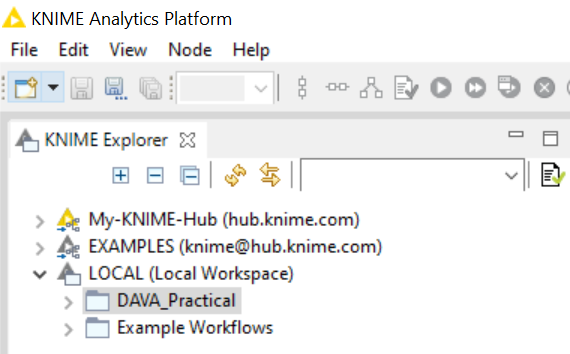 KNIME Analytics Platform
File Edit View Node Help
KNIME Explorer
My-KNIME-Hub (hub.knime.com)
EXAMPLES (knime@hub.knime.com)
LOCAL (Local Workspace)
DAVA_Practical
Example Workflows